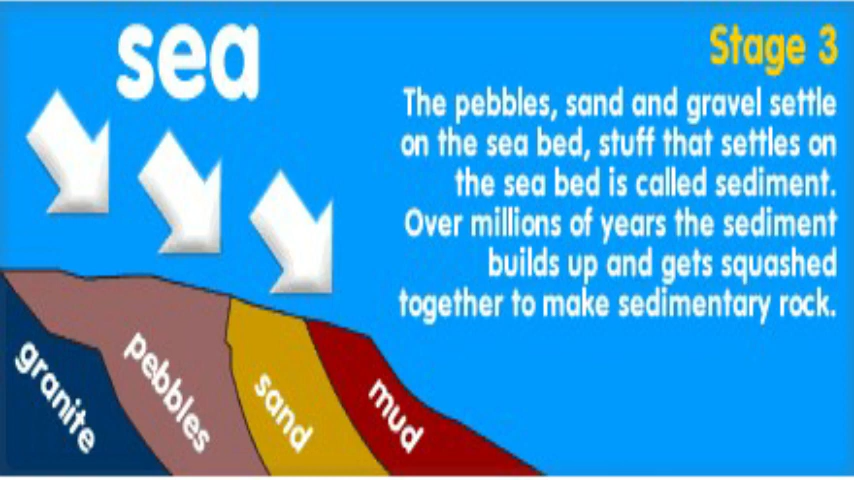 sea
Stage 3
The pebbles, sand and gravel settle
on the sea bed, stuff that settles on
the sea bed is called sediment.
Over millions of years the sediment
builds up and gets squashed
together to make sedimentary rock.
granite
pebbles
sand
mud